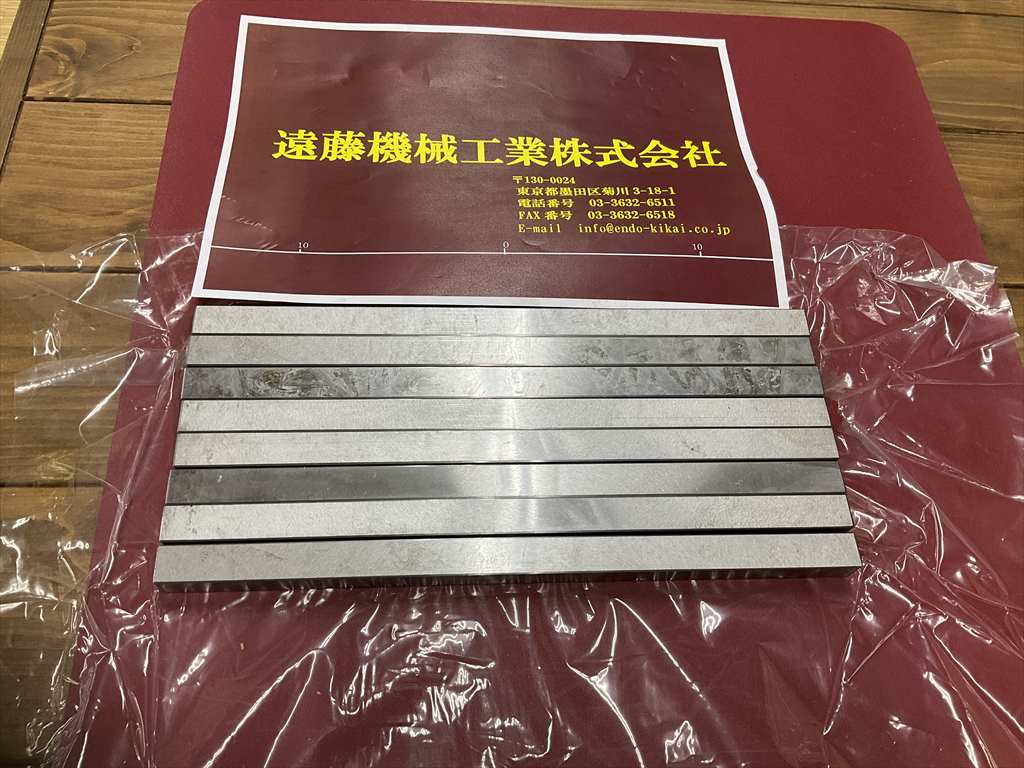 遠藤機械工業株式会社
〒130-0024
東京都墨田区菊川 3-18-1
電話番号 03-3632-6511
FAX 番号 03-3632-6518
E-mail info@endo-kikai.co.jp
10 0 10